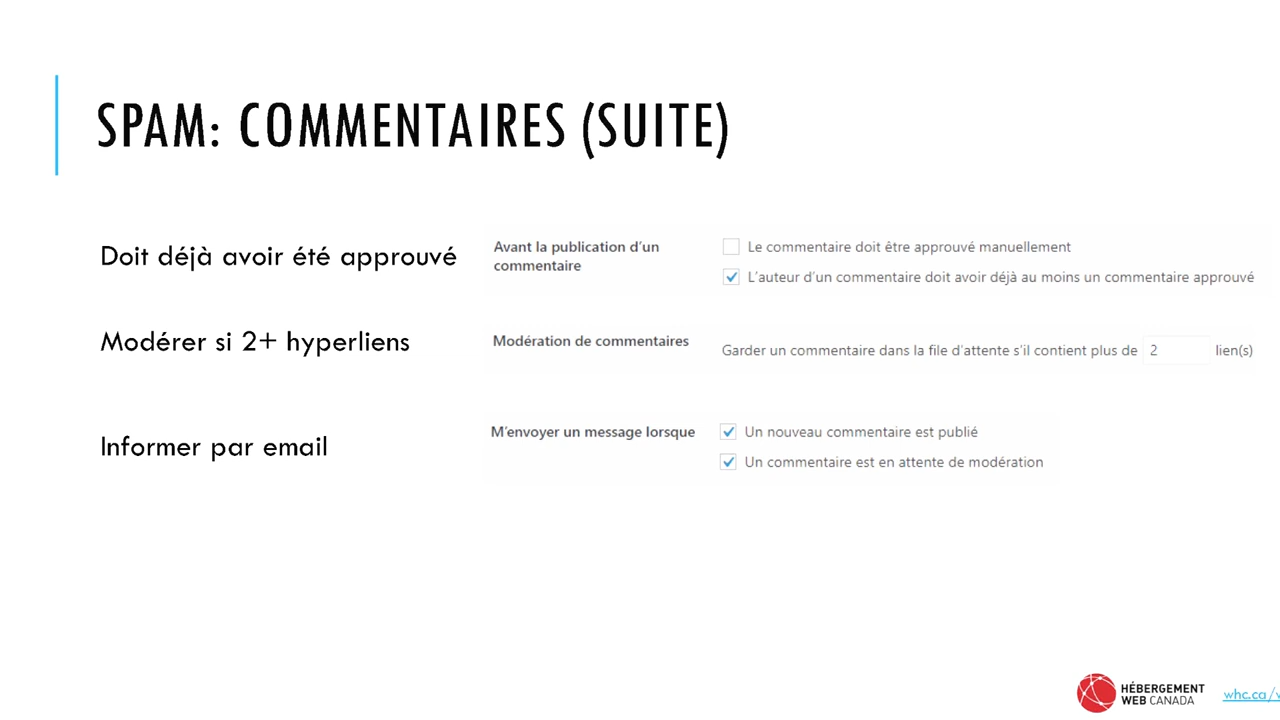 SPAM: COMMENTAIRES (SUITE)
Doit déjà avoir été approuvé
Avant la publication d'un
commentaire
Le commentaire doit être approuvé manuellement
L'auteur d'un commentaire doit avoir déjà au moins un commentaire approuvé
Modérer si 2+ hyperliens
Modération de commentaires
Garder un commentaire dans la file d'attente s'il contient plus de 2 lien(s)
Informer par email
M'envoyer un message lorsque
Un nouveau commentaire est publié
Un commentaire est en attente de modération
HÉBERGEMENT
WEB CANADA
whc.ca/